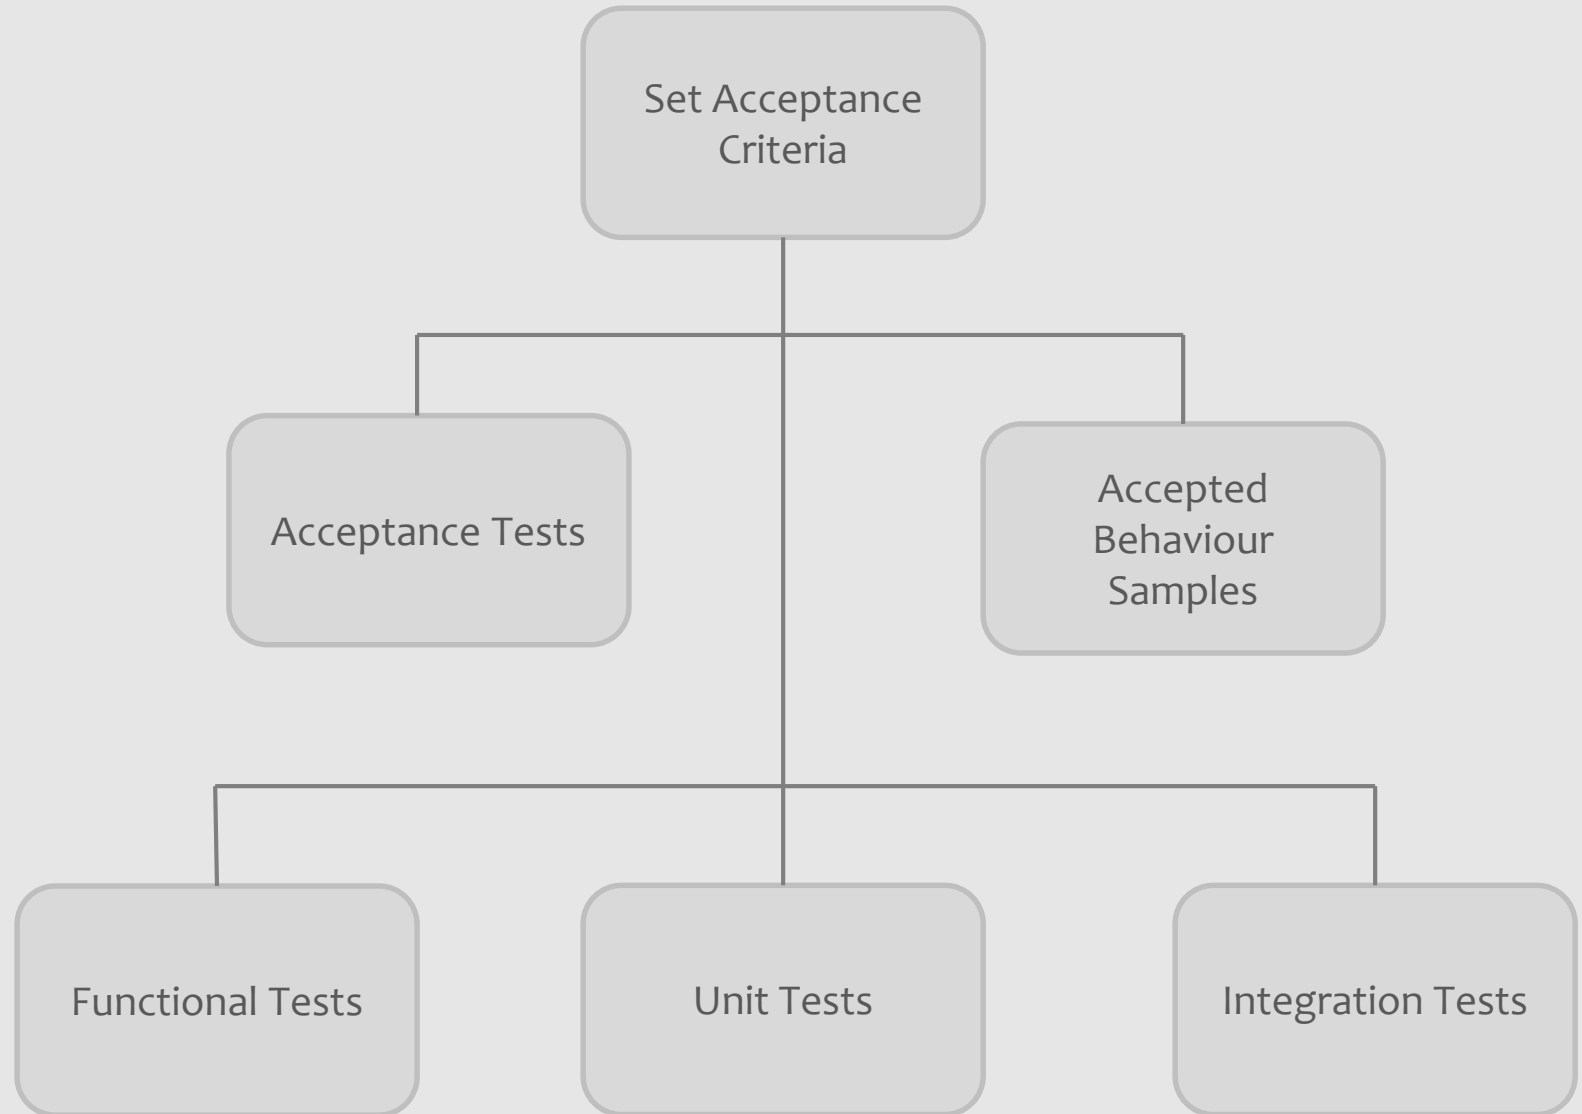 Set Acceptance
Criteria
Acceptance Tests
Accepted
Behaviour
Samples
Functional Tests
Unit Tests
Integration Tests